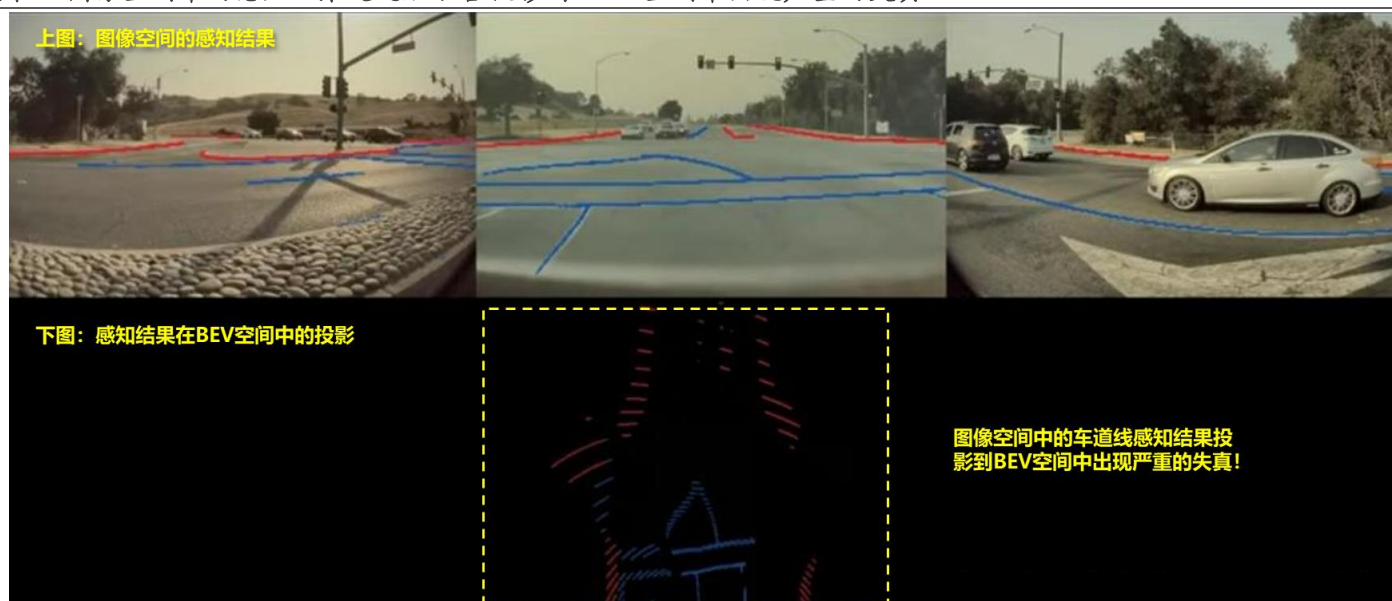 上图：图像空间的感知结果
下图：感知结果在BEV空间中的投影
图像空间中的车道线感知结果投
影到BEV空间中出现严重的失真！